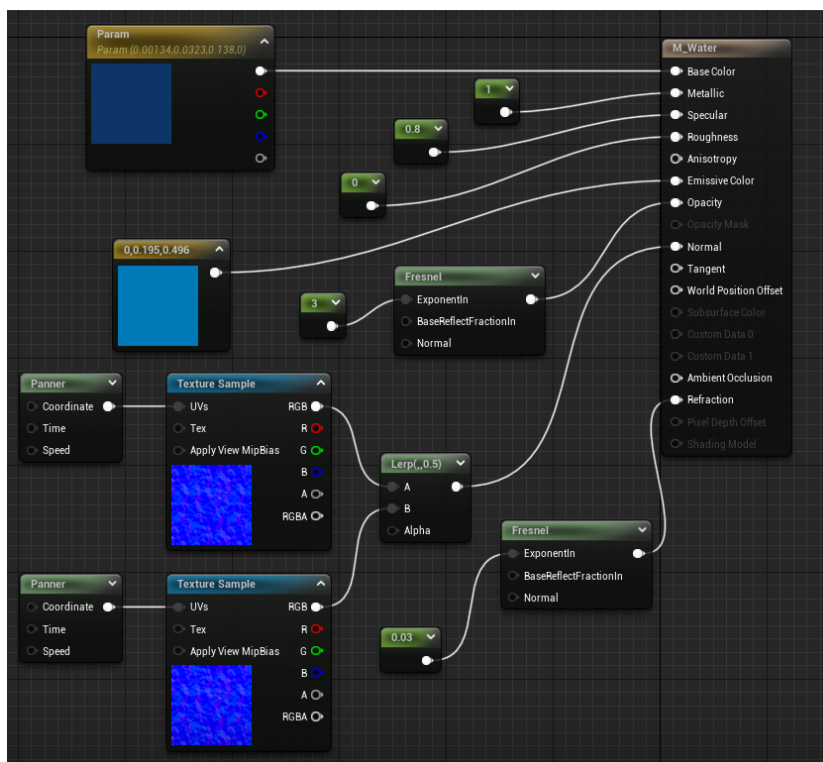 Param
Param (0.00134,0.0323,0.138,0)
M_Water
Base Color
Metallic
Specular
Roughness
Anisotropy
Emissive Color
Opacity
Opacity Mask
Normal
Tangent
World Position Offset
Subsurface Color
Custom Data 0
Custom Data 1
Ambient Occlusion
Refraction
Pixel Depth Offset
Shading Model
1
0.8
0
0,0.195,0.496
3
Fresnel
ExponentIn
BaseReflectFractionIn
Normal
Panner
Coordinate
Time
Speed
Texture Sample
UVs RGB
Tex R
Apply View MipBias G
B
A
RGBA
Lerp(,,0.5)
A
B
Alpha
Fresnel
ExponentIn
BaseReflectFractionIn
Normal
Panner
Coordinate
Time
Speed
Texture Sample
UVs RGB
Tex R
Apply View MipBias G
B
A
RGBA
0.03